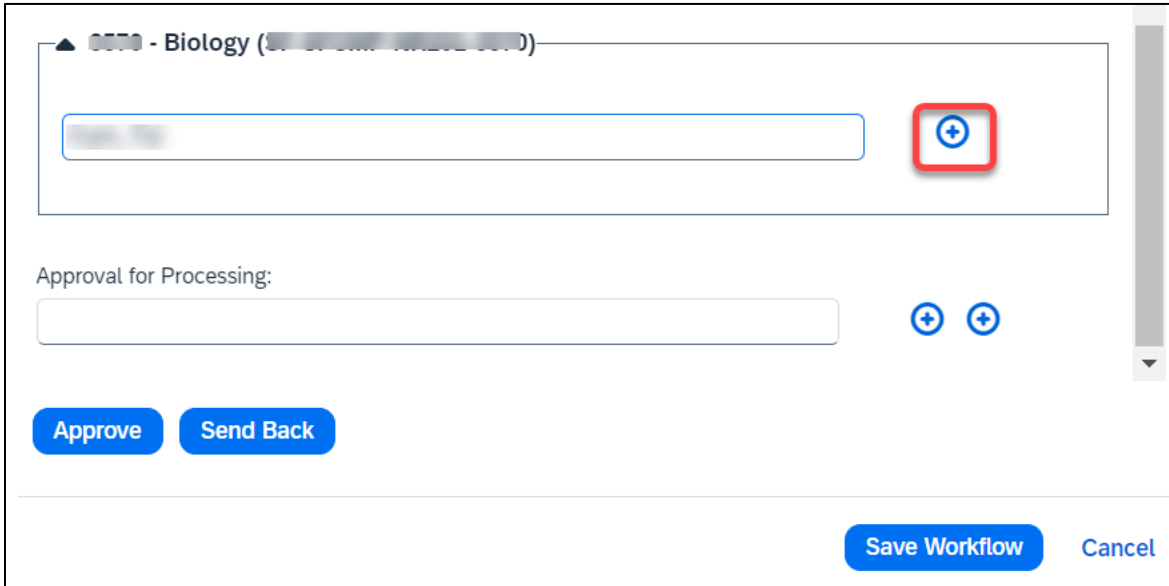 - Biology (
Approval for Processing:
Approve
Send Back
Save Workflow
Cancel